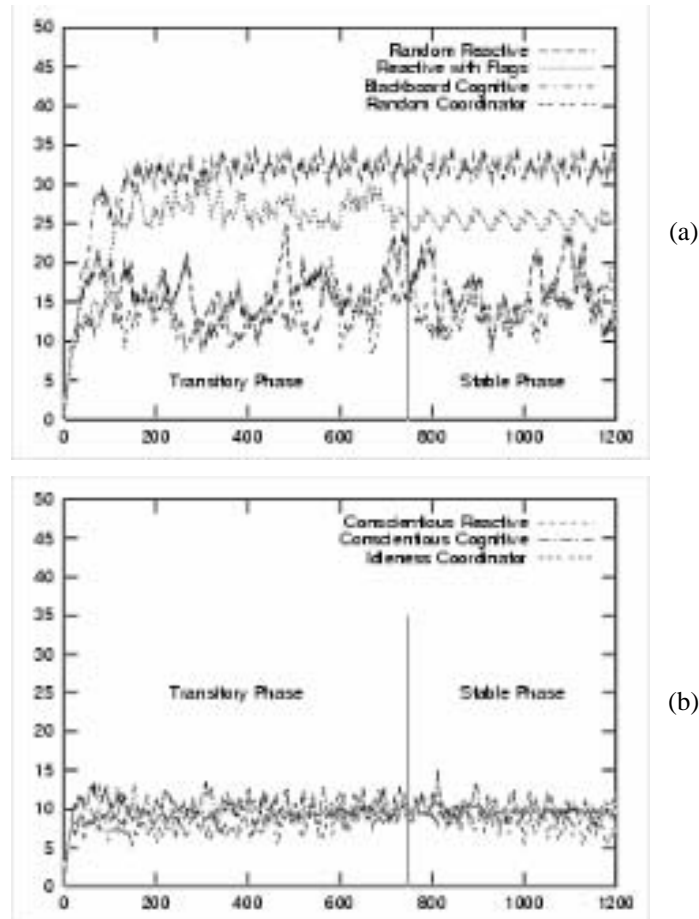 50
45
40
35
30
25
20
15
10
5
0
Random Reactive
Reactive with Flags
Blackboard Cognitive
Random Coordinator
Transitory Phase
Stable Phase
0 200 400 600 800 1000 1200
(a)
50
45
40
35
30
25
20
15
10
5
0
Conscientious Reactive
Conscientious Cognitive
Idleness Coordinator
Transitory Phase
Stable Phase
0 200 400 600 800 1000 1200
(b)